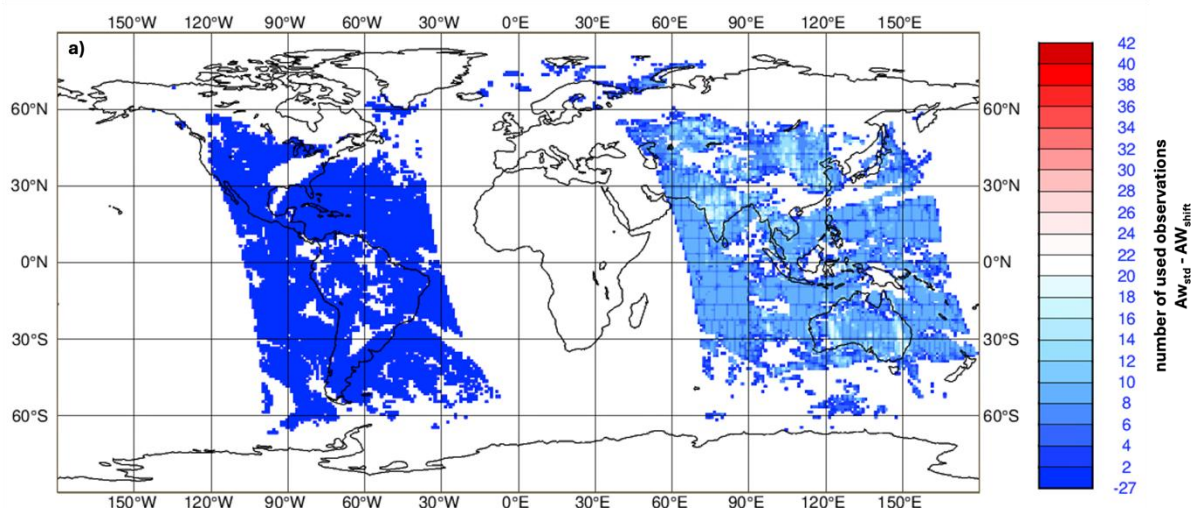 150°W 120°W 90°W 60°W 30°W 0°E 30°E 60°E 90°E 120°E 150°E
a)
60°N 60°N
30°N 30°N
0°N 0°N
30°S 30°S
60°S 60°S
150°W 120°W 90°W 60°W 30°W 0°E 30°E 60°E 90°E 120°E 150°E
42
40
38
36
34
32
30
28
26
24
22
20
18
16
14
12
10
8
6
4
2
-27
number of used observations
Aw_std - AW_shift